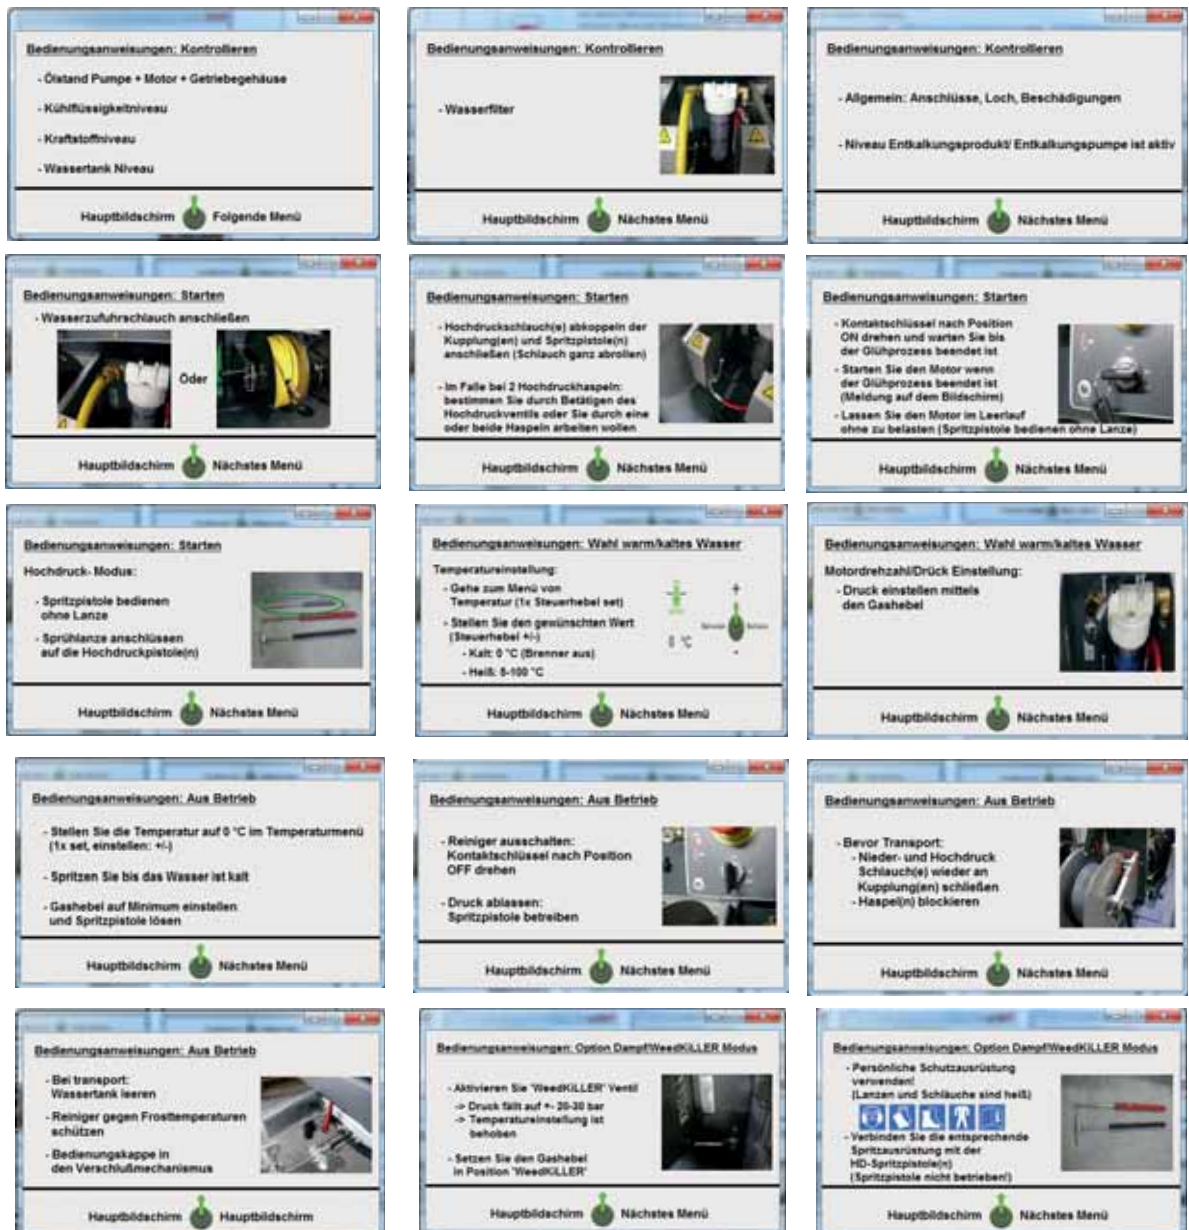 Bedienungsanweisungen: Kontrollieren
- Ölstand Pumpe + Motor + Getriebegehäuse
- Kühlflüssigkeitniveau
- Kraftstoffniveau
- Wassertank Niveau
Hauptbildschirm Folgende Menü
Bedienungsanweisungen: Kontrollieren
- Wasserfilter
Hauptbildschirm Nächstes Menü
Bedienungsanweisungen: Kontrollieren
- Allgemein: Anschlüsse, Loch, Beschädigungen
- Niveau Entkalkungsprodukt/ Entkalkungspumpe ist aktiv
Hauptbildschirm Nächstes Menü
Bedienungsanweisungen: Starten
- Wasserzufuhrschlauch anschließen
Oder
Hauptbildschirm Nächstes Menü
Bedienungsanweisungen: Starten
- Hochdruckschlauch(e) abkoppeln der
Kupplung(en) und Spritzpistole(n)
anschließen (Schlauch ganz abrollen)
- Im Falle bei 2 Hochdruckhaspeln:
bestimmen Sie durch Betätigen des
Hochdruckventils oder Sie durch eine
oder beide Haspeln arbeiten wollen
Hauptbildschirm Nächstes Menü
Bedienungsanweisungen: Starten
- Kontaktschlüssel nach Position
ON drehen und warten Sie bis
der Glühprozess beendet ist
- Starten Sie den Motor wenn
der Glühprozess beendet ist
(Meldung auf dem Bildschirm)
- Lassen Sie den Motor im Leerlauf
ohne zu belasten (Spritzpistole bedienen ohne Lanze)
Hauptbildschirm Nächstes Menü
Bedienungsanweisungen: Starten
Hochdruck- Modus:
- Spritzpistole bedienen
ohne Lanze
- Sprühlanze anschlüssen
auf die Hochdruckpistole(n)
Hauptbildschirm Nächstes Menü
Bedienungsanweisungen: Wahl warm/kaltes Wasser
Temperatureinstellung:
- Gehe zum Menü von
Temperatur (1x Steuerhebel set)
- Stellen Sie den gewünschten Wert
(Steuerhebel +/-)
- Kalt: 0 °C (Brenner aus)
- Heiß: 5-100 °C
+
0 °C
-
Hauptbildschirm Nächstes Menü
Bedienungsanweisungen: Wahl warm/kaltes Wasser
Motordrehzahl/Drück Einstellung:
- Druck einstellen mittels
den Gashebel
Hauptbildschirm Nächstes Menü
Bedienungsanweisungen: Aus Betrieb
- Stellen Sie die Temperatur auf 0 °C im Temperaturmenü
(1x set, einstellen: +/-)
- Spritzen Sie bis das Wasser ist kalt
- Gashebel auf Minimum einstellen
und Spritzpistole lösen
Hauptbildschirm Nächstes Menü
Bedienungsanweisungen: Aus Betrieb
- Reiniger ausschalten:
Kontaktschlüssel nach Position
OFF drehen
- Druck ablassen:
Spritzpistole betreiben
Hauptbildschirm Nächstes Menü
Bedienungsanweisungen: Aus Betrieb
- Bevor Transport:
- Nieder- und Hochdruck
Schlauch(e) wieder an
Kupplung(en) schließen
- Haspel(n) blockieren
Hauptbildschirm Nächstes Menü
Bedienungsanweisungen: Aus Betrieb
- Bei transport:
Wassertank leeren
- Reiniger gegen Frosttemperaturen
schützen
- Bedienungskappe in
den Verschlußmechanismus
Hauptbildschirm Hauptbildschirm
Bedienungsanweisungen: Option Dampf/WeedKiLLER Modus
- Aktivieren Sie 'WeedKiLLER' Ventil
-> Druck fällt auf +- 20-30 bar
-> Temperatureinstellung ist
behoben
- Setzen Sie den Gashebel
in Position 'WeedKiLLER'
Hauptbildschirm Nächstes Menü
Bedienungsanweisungen: Option Dampf/WeedKiLLER Modus
- Persönliche Schutzausrüstung
verwenden!
(Lanzen und Schläuche sind heiß)
- Verbinden Sie die entsprechende
Spritzausrüstung mit der
HD-Spritzpistole(n)
(Spritzpistole nicht betrieben!)
Hauptbildschirm Nächstes Menü